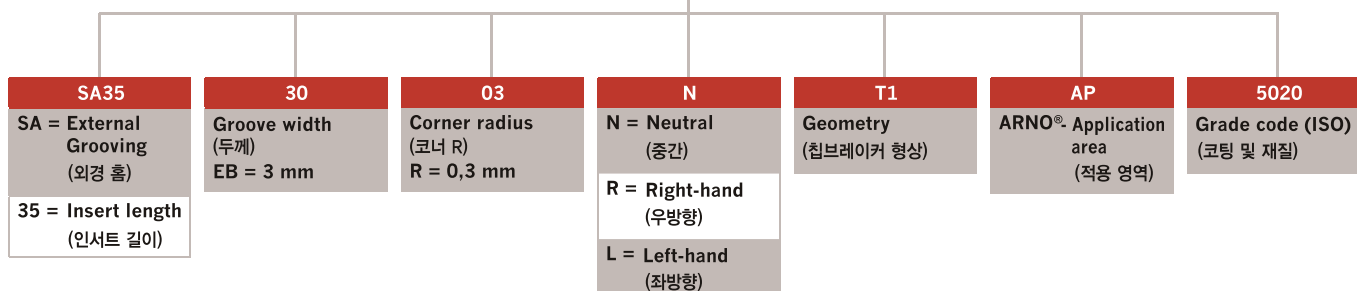 SA35
SA = External
Grooving
(외경 홈)
35 = Insert length
(인서트 길이)
30
Groove width
(두께)
EB = 3 mm
03
Corner radius
(코너 R)
R = 0,3 mm
N
N = Neutral
(중간)
R = Right-hand
(우방향)
L = Left-hand
(좌방향)
T1
Geometry
(칩브레이커 형상)
AP
ARNO®- Application
area
(적용 영역)
5020
Grade code (ISO)
(코팅 및 재질)